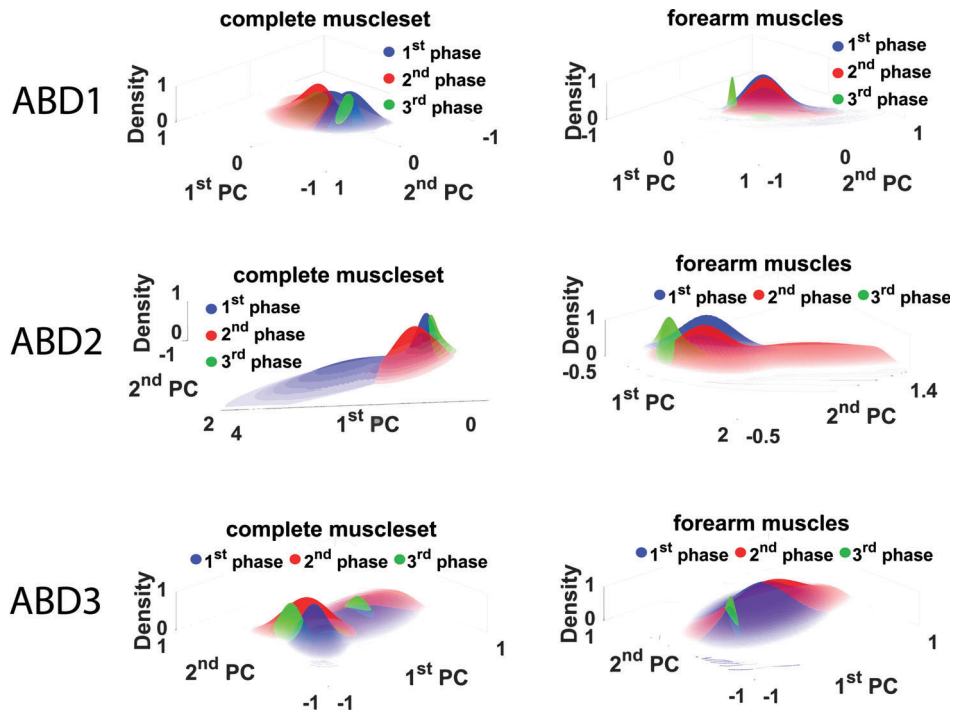 ABD1
complete muscleset
1st phase
2nd phase
3rd phase
Density
1
0
1
0
-1
1st PC
-1
0
1
2nd PC
forearm muscles
1st phase
2nd phase
3rd phase
Density
1
0
-1
0
1
1st PC
1
0
-1
2nd PC
ABD2
complete muscleset
1st phase
2nd phase
3rd phase
Density
1
0
-1
2nd PC
2
4
1st PC
0
forearm muscles
1st phase 2nd phase 3rd phase
Density
1
0
-0.5
1st PC
2
-0.5
2nd PC
1.4
ABD3
complete muscleset
1st phase 2nd phase 3rd phase
Density
1
0
1
2nd PC
-1
-1
1st PC
1
forearm muscles
1st phase 2nd phase 3rd phase
Density
1
0
1
2nd PC
-1
-1
1st PC
1